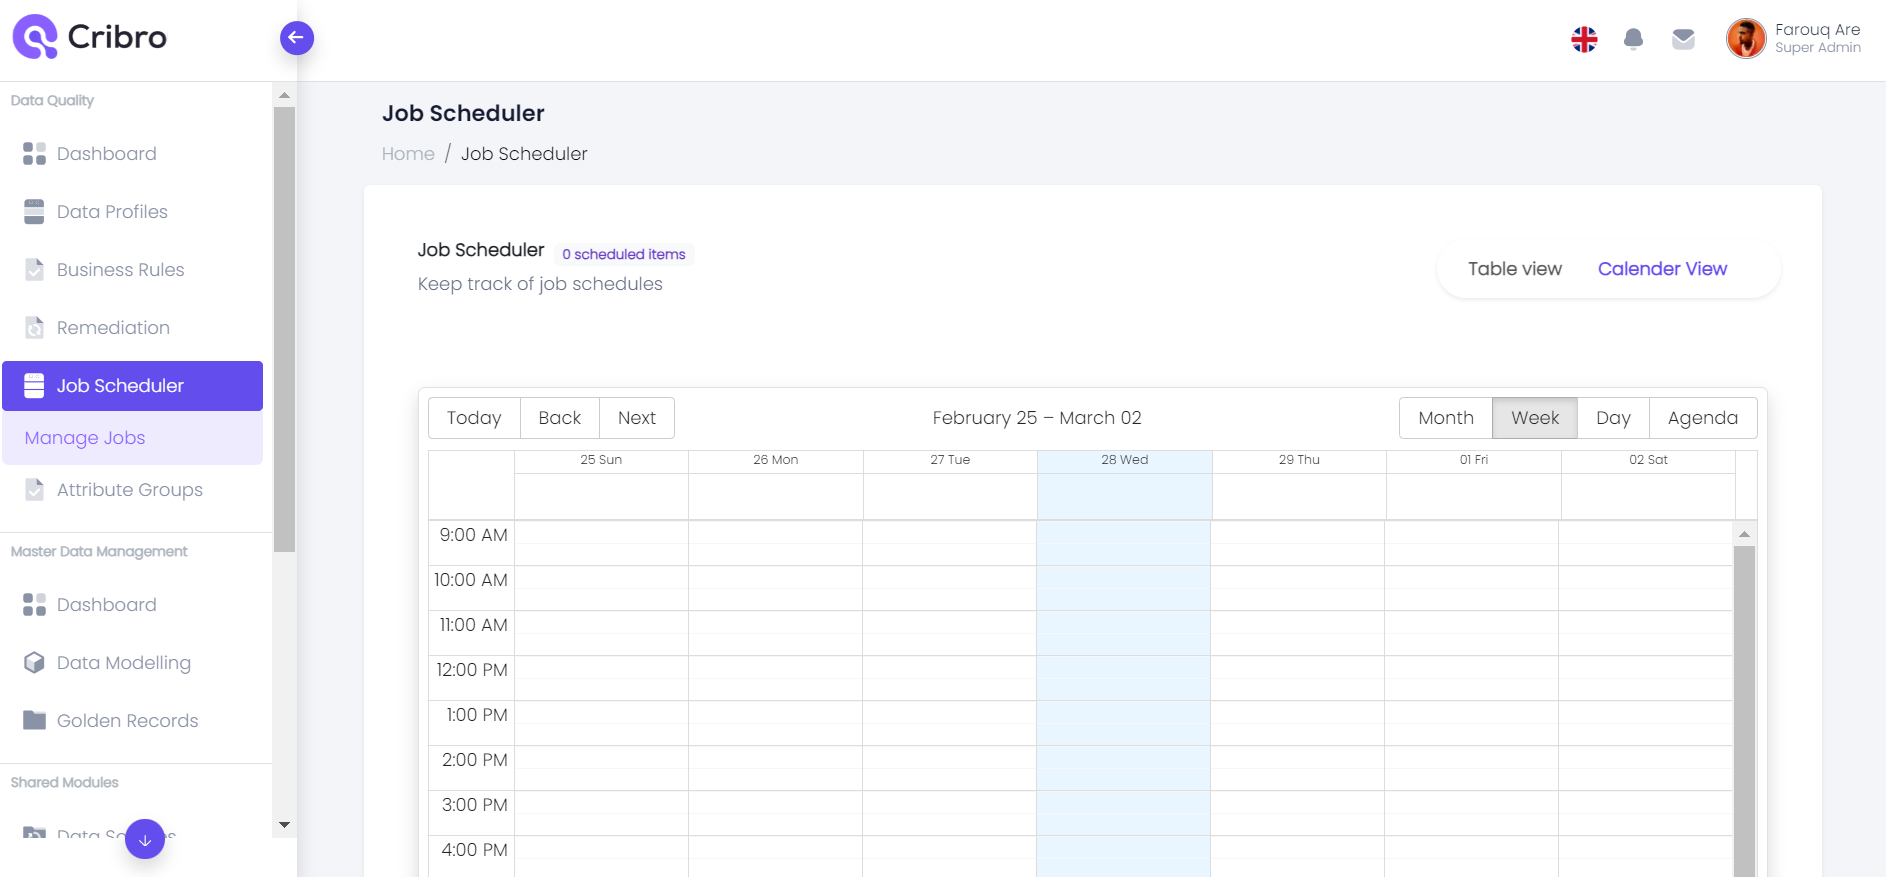 Cribro
Farouq Are
Super Admin
Data Quality
Dashboard
Data Profiles
Business Rules
Remediation
Job Scheduler
Manage Jobs
Attribute Groups
Master Data Management
Dashboard
Data Modelling
Golden Records
Shared Modules
Data
Job Scheduler
Home / Job Scheduler
Job Scheduler 0 scheduled items
Keep track of job schedules
Table view Calender View
Today Back Next February 25 – March 02 Month Week Day Agenda
25 Sun 26 Mon 27 Tue 28 Wed 29 Thu 01 Fri 02 Sat
9:00 AM
10:00 AM
11:00 AM
12:00 PM
1:00 PM
2:00 PM
3:00 PM
4:00 PM